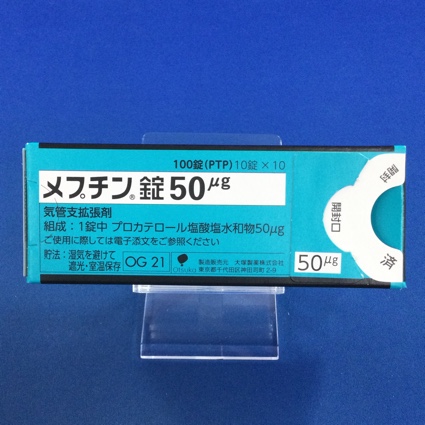 100錠(PTP)10錠×10
メプチン®錠50μg
気管支拡張剤
組成:1錠中 プロカテロール塩酸塩水和物50μg
ご使用に際しては電子添文をご参照ください
貯法:湿気を避けて
遮光・室温保存
OG 21
Otsuka
製造販売元 大塚製薬株式会社
東京都千代田区神田司町2-9
開封
開封口
済
50μg